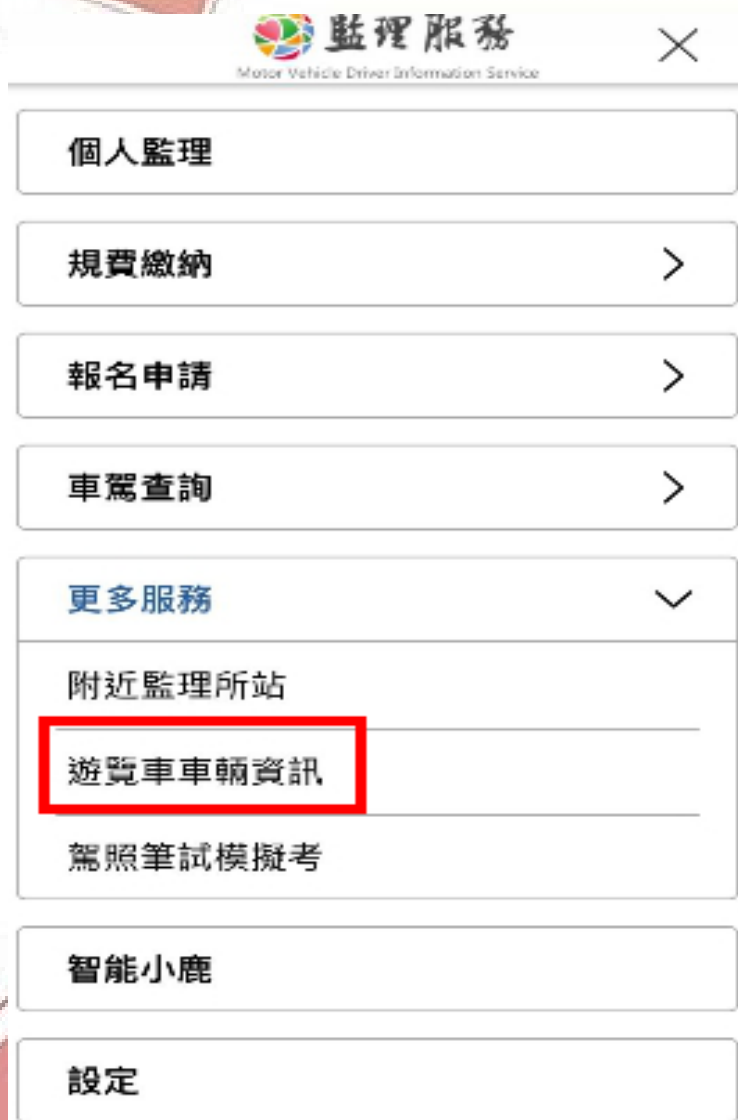 監理服務
Motor Vehicle Driver Information Service
個人監理
規費繳納
報名申請
車駕查詢
更多服務
附近監理所站
遊覽車車輛資訊
駕照筆試模擬考
智能小鹿
設定